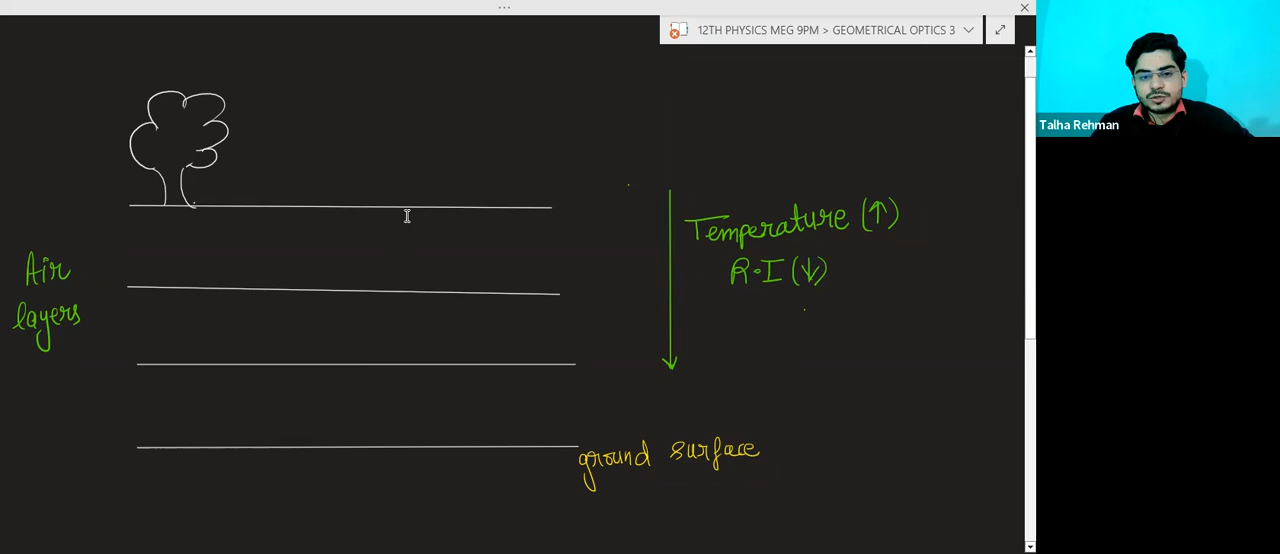 12TH PHYSICS MEG 9PM > GEOMETRICAL OPTICS 3
Talha Rehman
Temperature (↑)
R.I (↓)
Air
layers
ground surface